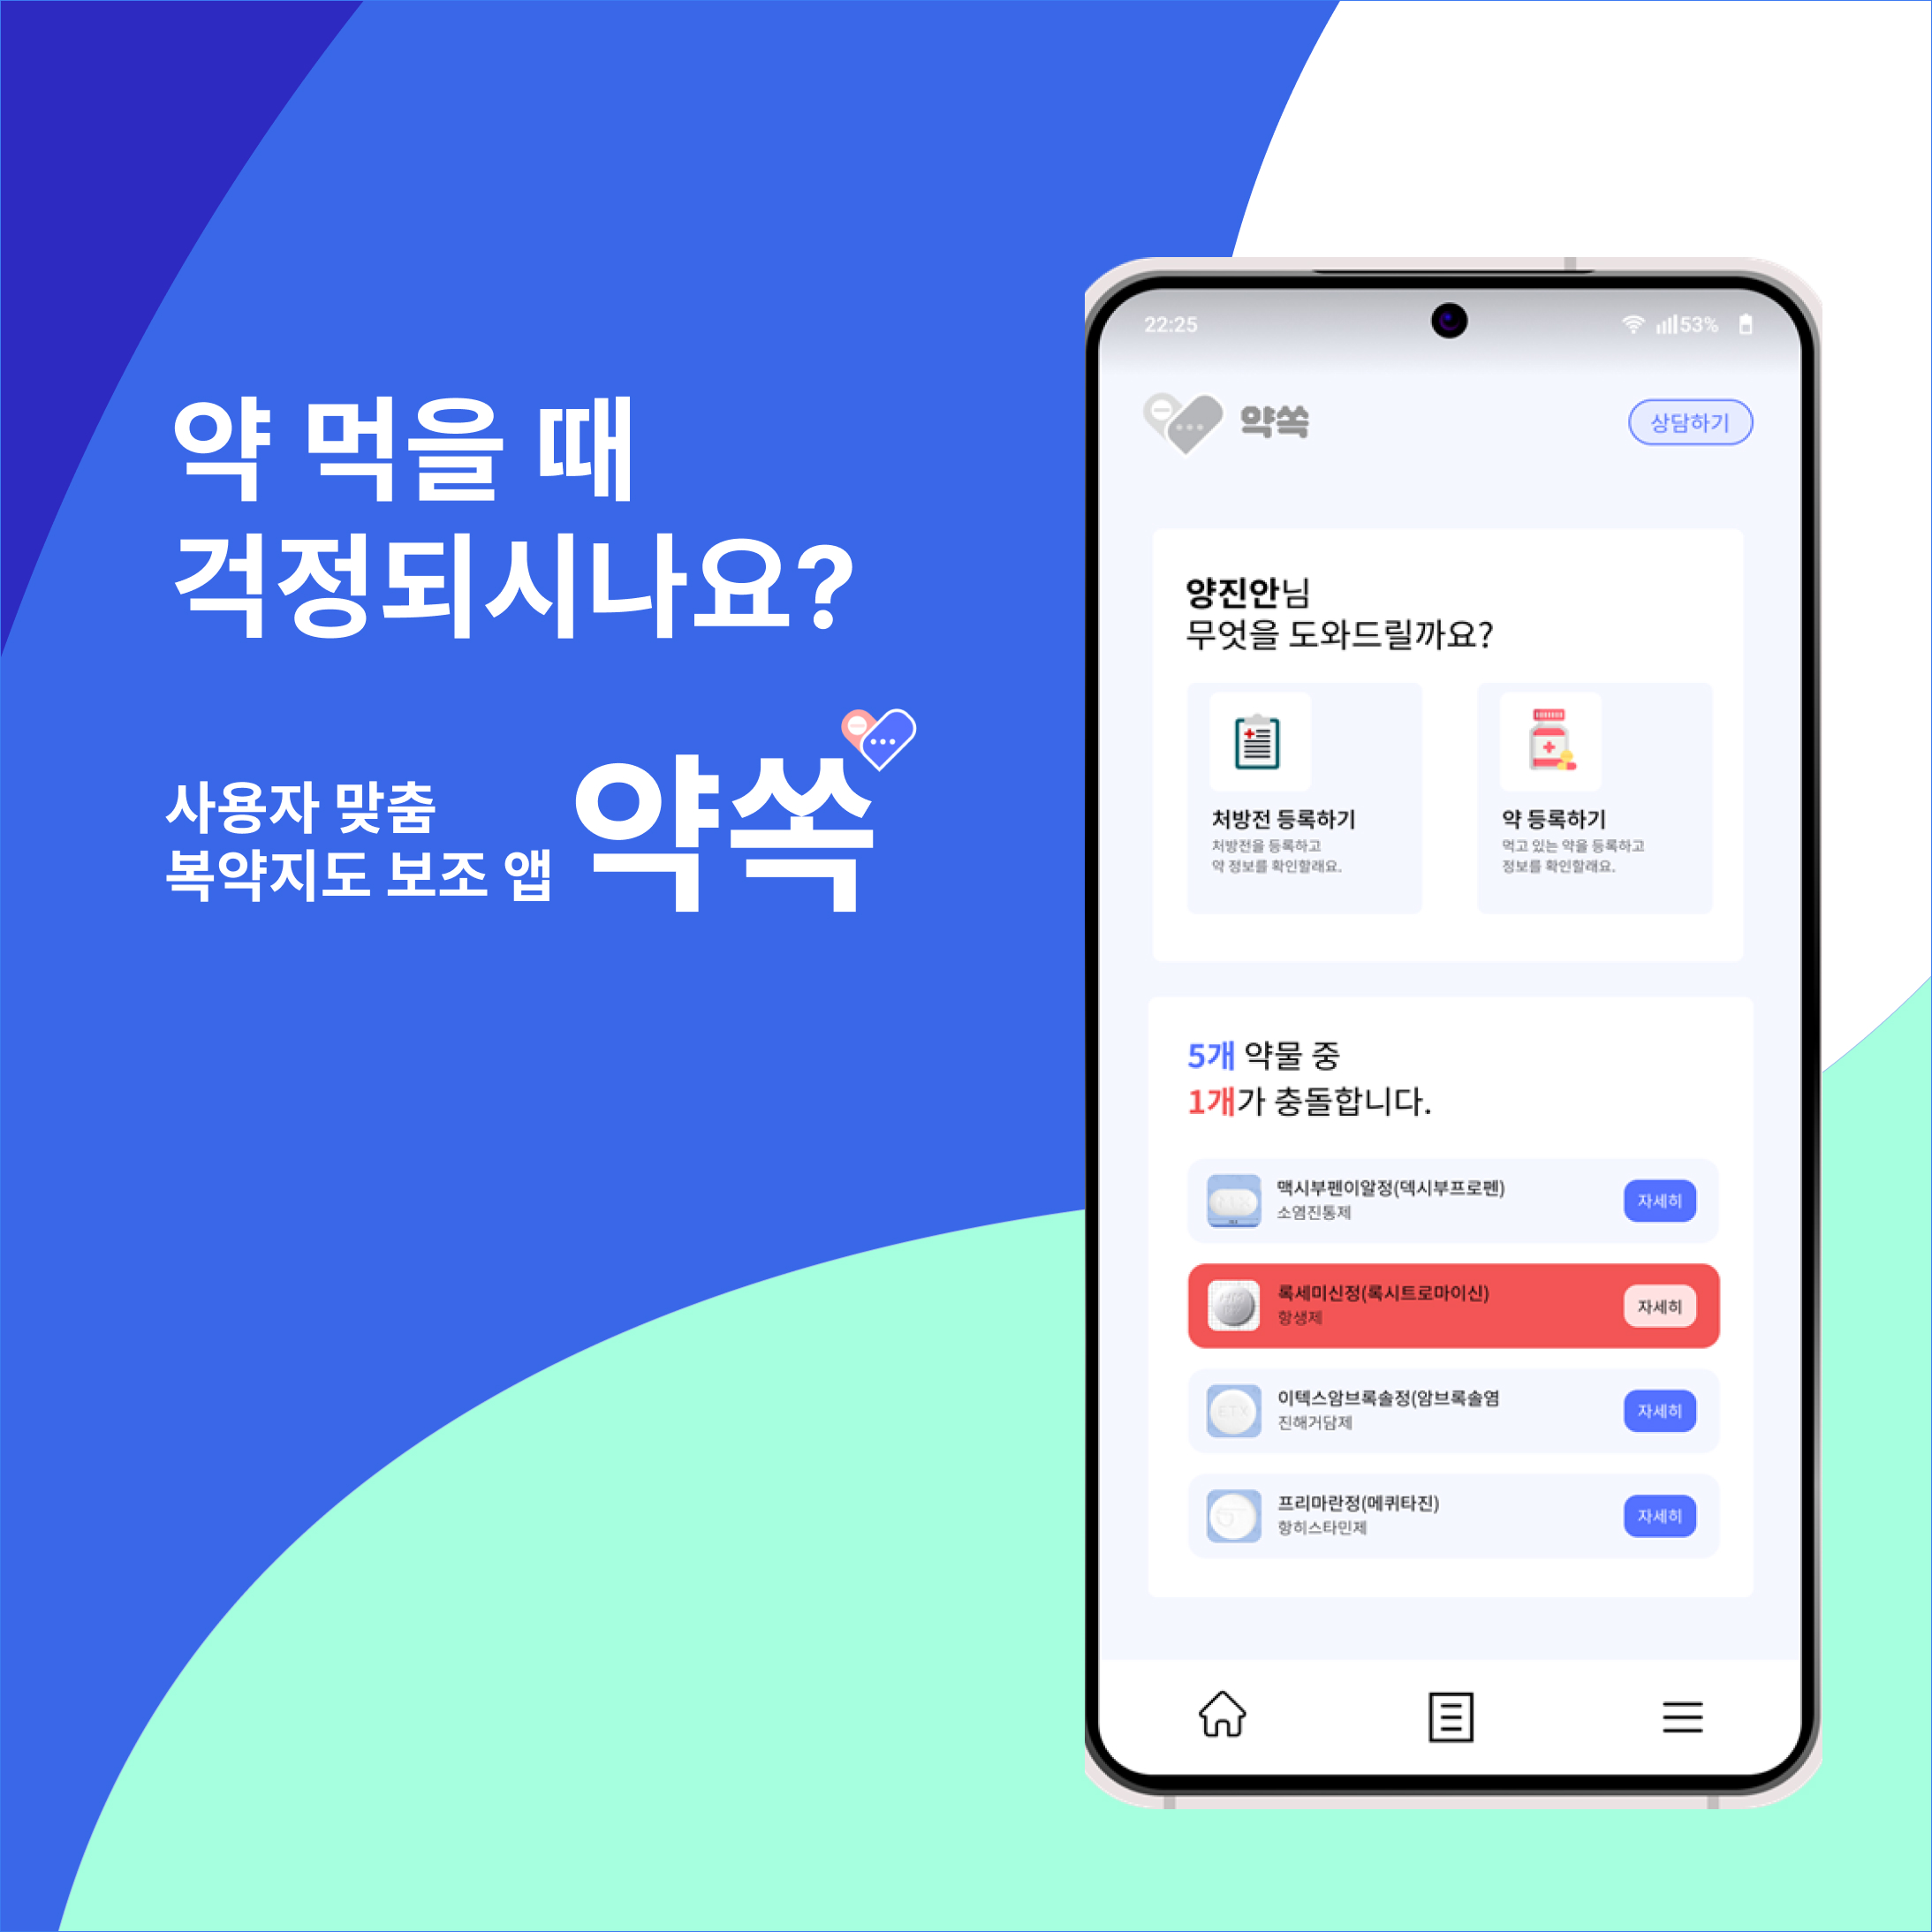 약 먹을 때
걱정되시나요?
사용자 맞춤
복약지도 보조 앱
약쏙
22:25
53%
약쏙
상담하기
양진안님
무엇을 도와드릴까요?
처방전 등록하기
처방전을 등록하고
약 정보를 확인할래요.
약 등록하기
먹고 있는 약을 등록하고
정보를 확인할래요.
5개 약물 중
1개가 충돌합니다.
맥시부펜이알정(덱시부프로펜)
소염진통제
자세히
록세미신정(록시트로마이신)
항생제
자세히
ETX
이텍스암브록솔정(암브록솔염
진해거담제
자세히
프리마란정(메퀴타진)
항히스타민제
자세히